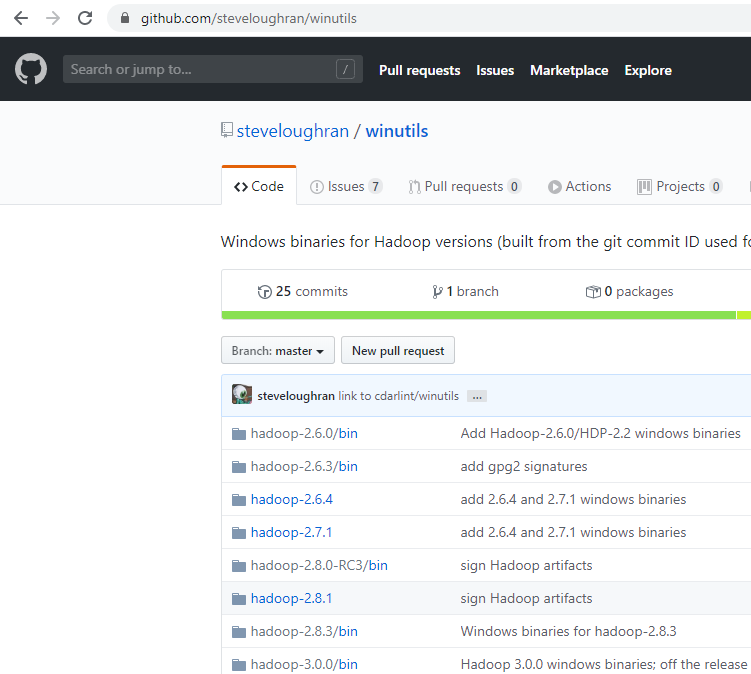 github.com/steveloughran/winutils
Search or jump to... / Pull requests Issues Marketplace Explore
steveloughran / winutils
Code Issues 7 Pull requests 0 Actions Projects 0
Windows binaries for Hadoop versions (built from the git commit ID used
25 commits 1 branch 0 packages
Branch: master New pull request
steveloughran link to cdarlint/winutils ...
hadoop-2.6.0/bin Add Hadoop-2.6.0/HDP-2.2 windows binaries
hadoop-2.6.3/bin add gpg2 signatures
hadoop-2.6.4 add 2.6.4 and 2.7.1 windows binaries
hadoop-2.7.1 add 2.6.4 and 2.7.1 windows binaries
hadoop-2.8.0-RC3/bin sign Hadoop artifacts
hadoop-2.8.1 sign Hadoop artifacts
hadoop-2.8.3/bin Windows binaries for hadoop-2.8.3
hadoop-3.0.0/bin Hadoop 3.0.0 windows binaries; off the release